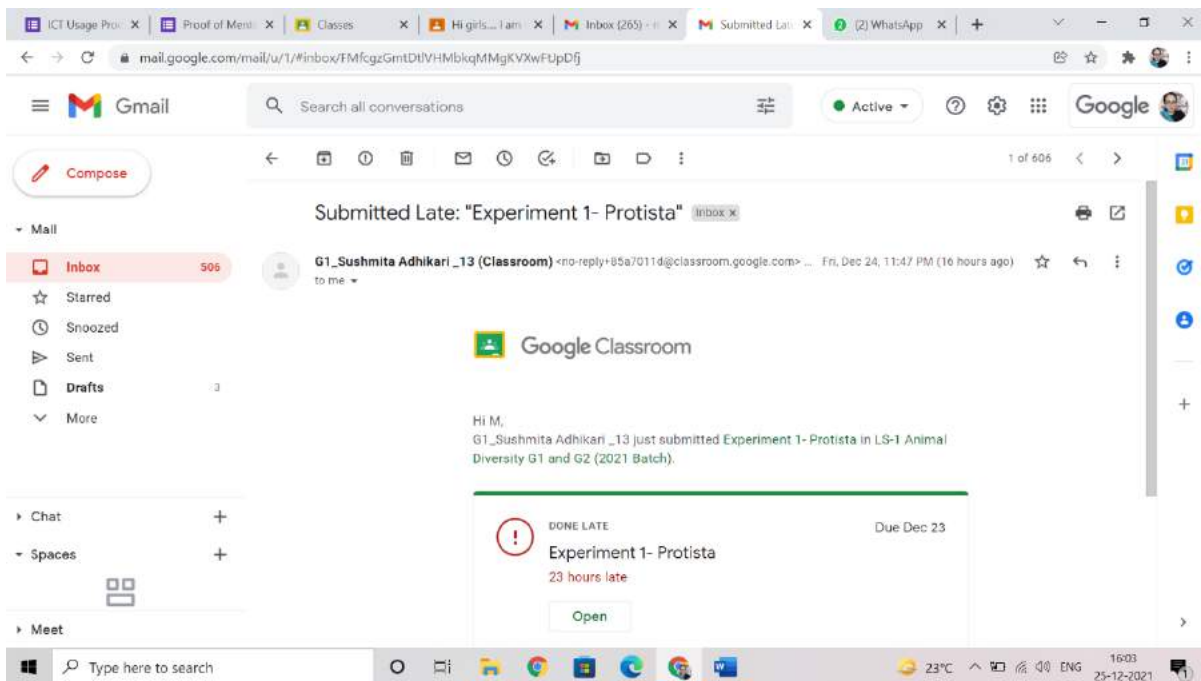 ICT Usage Pro
Proof of Ment
Classes
Hi girls.... I am
Inbox (265) -
Submitted Lat
(2) WhatsApp
mail.google.com/mail/u/1/#inbox/FMfcgzGmtDtlVHMbkqMMgKVXwFUpDfj
Gmail
Search all conversations
Active
Google
Compose
1 of 606
Mail
Submitted Late: "Experiment 1- Protista" Inbox x
Inbox 506
G1_Sushmita Adhikari _13 (Classroom) <no-reply+85a7011d@classroom.google.com> ... Fri, Dec 24, 11:47 PM (16 hours ago)
to me
Starred
Snoozed
Sent
Drafts 3
More
Google Classroom
Hi M,
G1_Sushmita Adhikari _13 just submitted Experiment 1- Protista in LS-1 Animal
Diversity G1 and G2 (2021 Batch).
Chat
Spaces
Meet
DONE LATE Due Dec 23
Experiment 1- Protista
23 hours late
Open
Type here to search
23°C ENG 16:03
25-12-2021